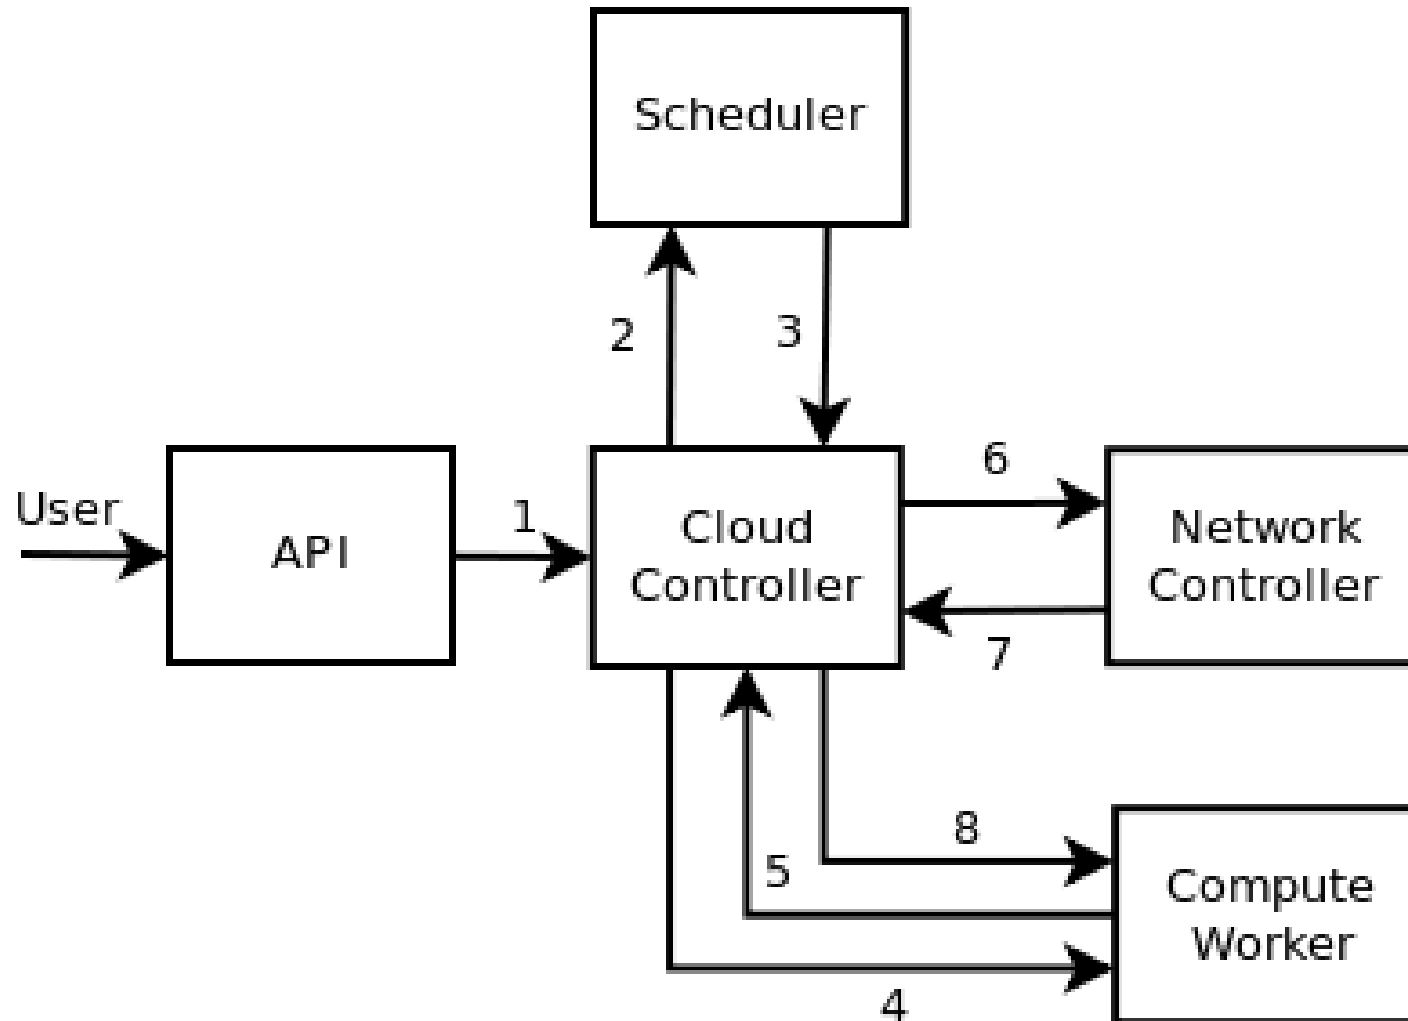 Scheduler
2
3
User
API
1
Cloud
Controller
6
Network
Controller
7
8
5
Compute
Worker
4